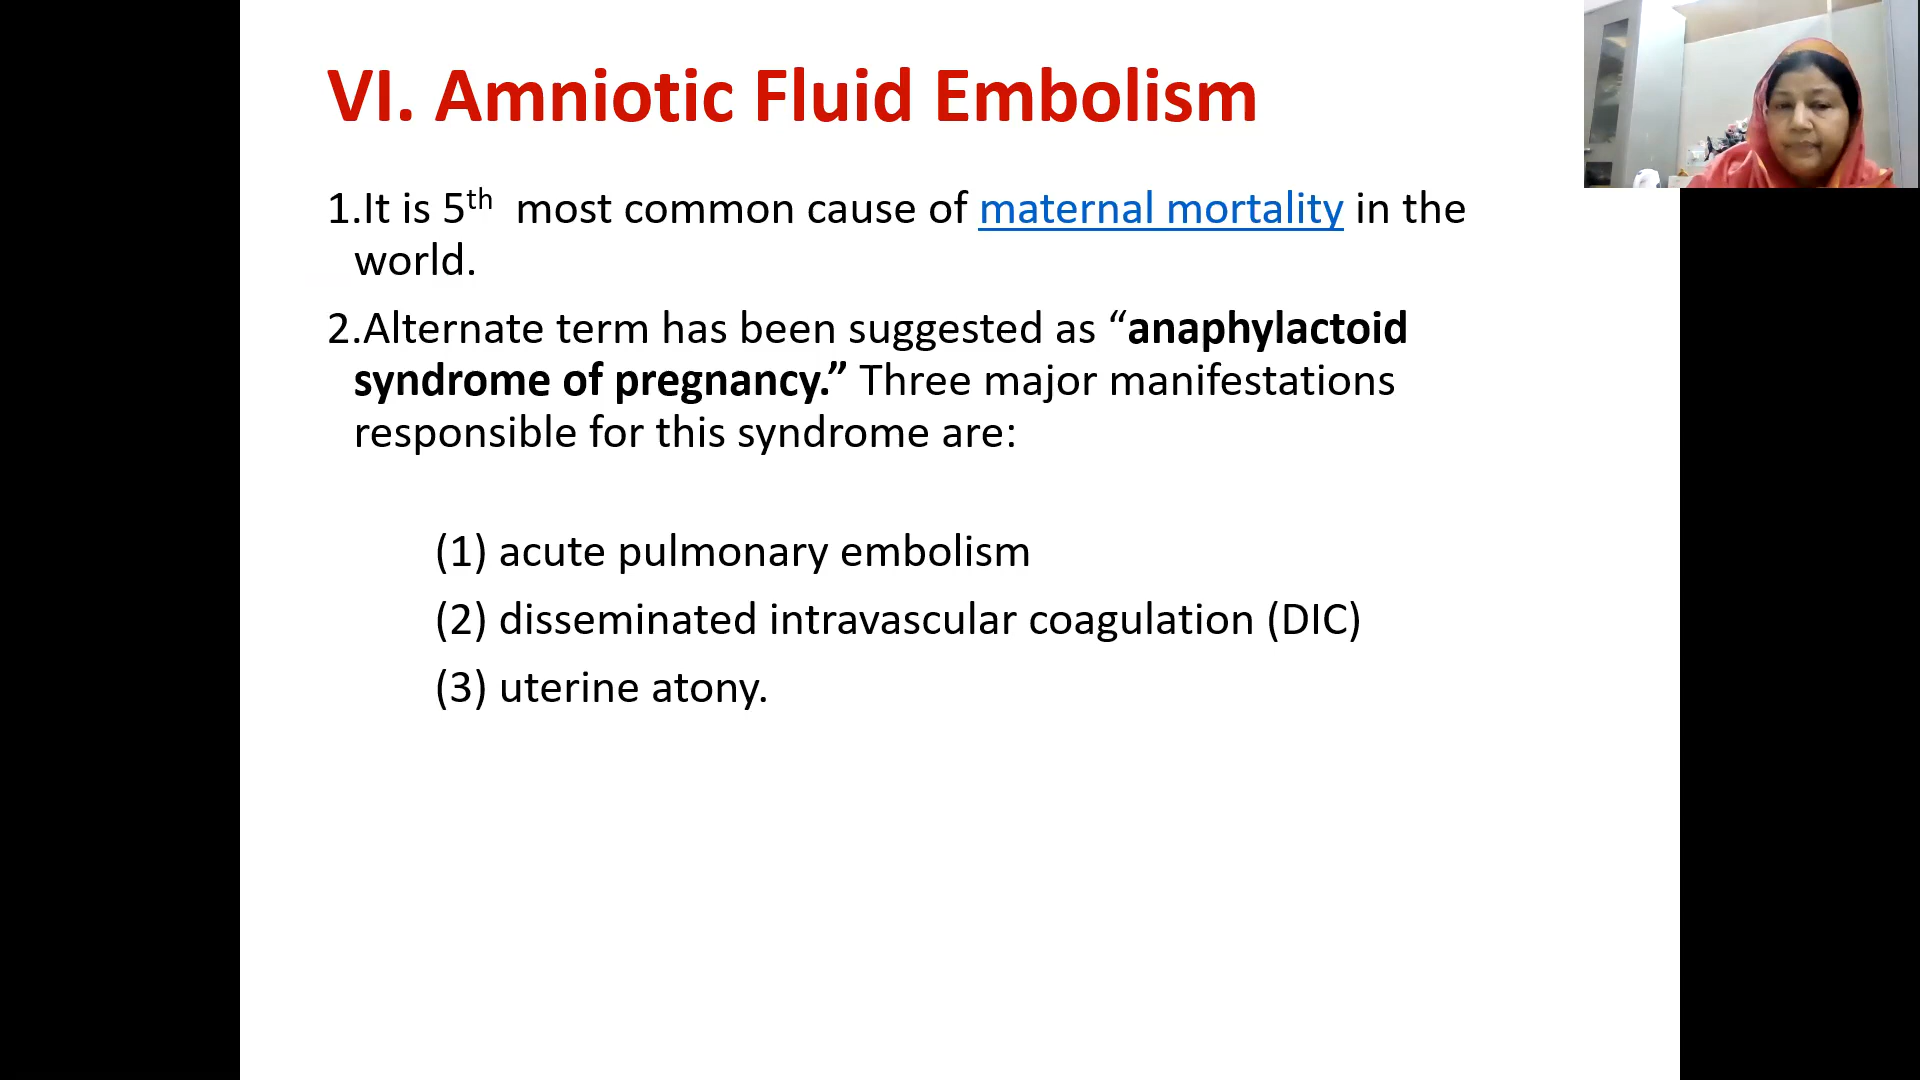 VI. Amniotic Fluid Embolism
1.It is 5th most common cause of maternal mortality in the
world.
2.Alternate term has been suggested as “anaphylactoid
syndrome of pregnancy.” Three major manifestations
responsible for this syndrome are:
(1) acute pulmonary embolism
(2) disseminated intravascular coagulation (DIC)
(3) uterine atony.